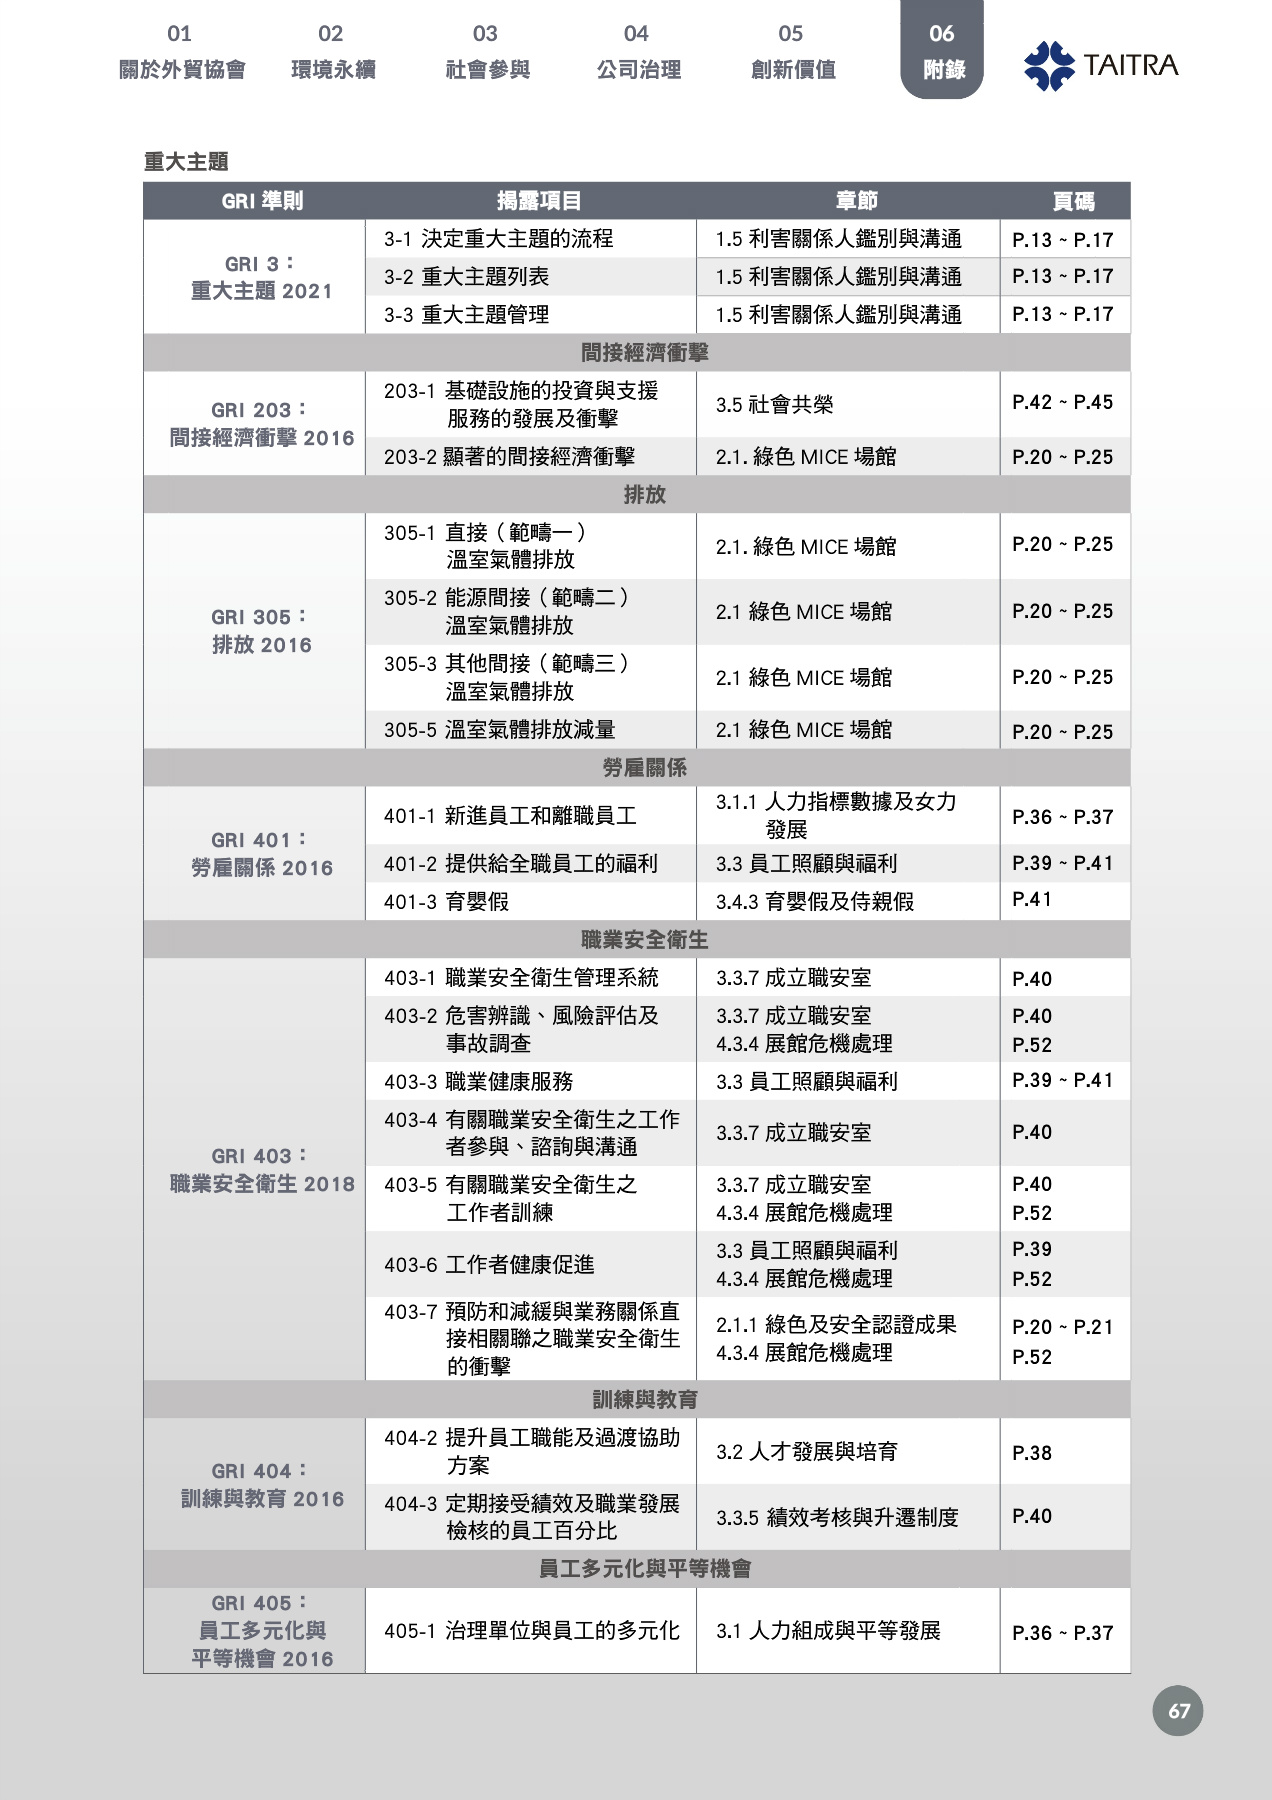 01 02 03 04 05 06
關於外貿協會 環境永續 社會參與 公司治理 創新價值 附錄
TAITRA
重大主題
GRI 準則 揭露項目 章節 頁碼
GRI 3：
重大主題 2021
3-1 決定重大主題的流程 1.5 利害關係人鑑別與溝通 P.13 ~ P.17
3-2 重大主題列表 1.5 利害關係人鑑別與溝通 P.13 ~ P.17
3-3 重大主題管理 1.5 利害關係人鑑別與溝通 P.13 ~ P.17
間接經濟衝擊
GRI 203：
間接經濟衝擊 2016
203-1 基礎設施的投資與支援
服務的發展及衝擊
3.5 社會共榮 P.42 ~ P.45
203-2 顯著的間接經濟衝擊 2.1. 綠色 MICE 場館 P.20 ~ P.25
排放
GRI 305：
排放 2016
305-1 直接（範疇一）
溫室氣體排放
2.1. 綠色 MICE 場館 P.20 ~ P.25
305-2 能源間接（範疇二）
溫室氣體排放
2.1 綠色 MICE 場館 P.20 ~ P.25
305-3 其他間接（範疇三）
溫室氣體排放
2.1 綠色 MICE 場館 P.20 ~ P.25
305-5 溫室氣體排放減量 2.1 綠色 MICE 場館 P.20 ~ P.25
勞雇關係
GRI 401：
勞雇關係 2016
401-1 新進員工和離職員工
3.1.1 人力指標數據及女力
發展
P.36 ~ P.37
401-2 提供給全職員工的福利 3.3 員工照顧與福利 P.39 ~ P.41
401-3 育嬰假 3.4.3 育嬰假及侍親假 P.41
職業安全衛生
GRI 403：
職業安全衛生 2018
403-1 職業安全衛生管理系統 3.3.7 成立職安室 P.40
403-2 危害辨識、風險評估及
事故調查
3.3.7 成立職安室 P.40
4.3.4 展館危機處理 P.52
403-3 職業健康服務 3.3 員工照顧與福利 P.39 ~ P.41
403-4 有關職業安全衛生之工作
者參與、諮詢與溝通
3.3.7 成立職安室 P.40
403-5 有關職業安全衛生之
工作者訓練
3.3.7 成立職安室 P.40
4.3.4 展館危機處理 P.52
403-6 工作者健康促進
3.3 員工照顧與福利 P.39
4.3.4 展館危機處理 P.52
403-7 預防和減緩與業務關係直
接相關聯之職業安全衛生
的衝擊
2.1.1 綠色及安全認證成果 P.20 ~ P.21
4.3.4 展館危機處理 P.52
訓練與教育
GRI 404：
訓練與教育 2016
404-2 提升員工職能及過渡協助
方案
3.2 人才發展與培育 P.38
404-3 定期接受績效及職業發展
檢核的員工百分比
3.3.5 績效考核與升遷制度 P.40
員工多元化與平等機會
GRI 405：
員工多元化與
平等機會 2016
405-1 治理單位與員工的多元化 3.1 人力組成與平等發展 P.36 ~ P.37
67